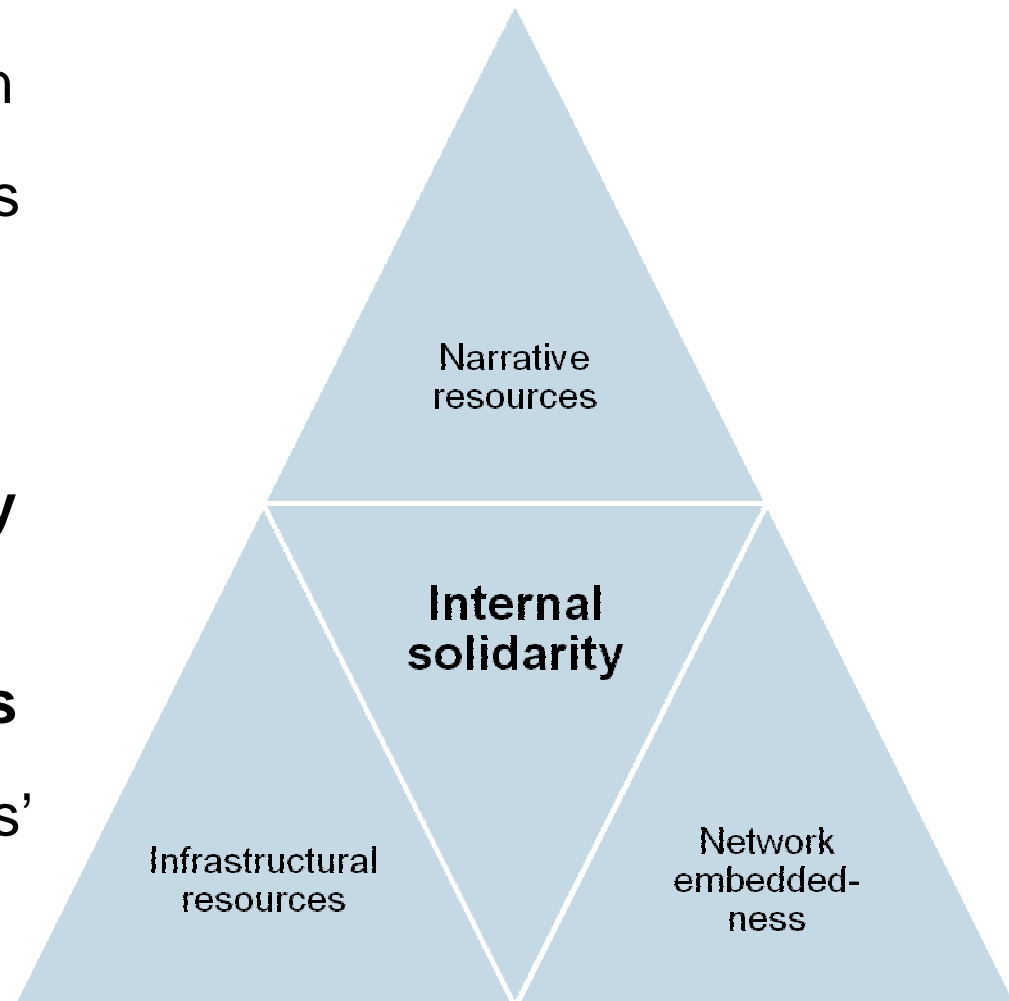 n
s
Narrative
resources
y
Internal
solidarity
s
s’
Infrastructural
resources
Network
embedded-
ness